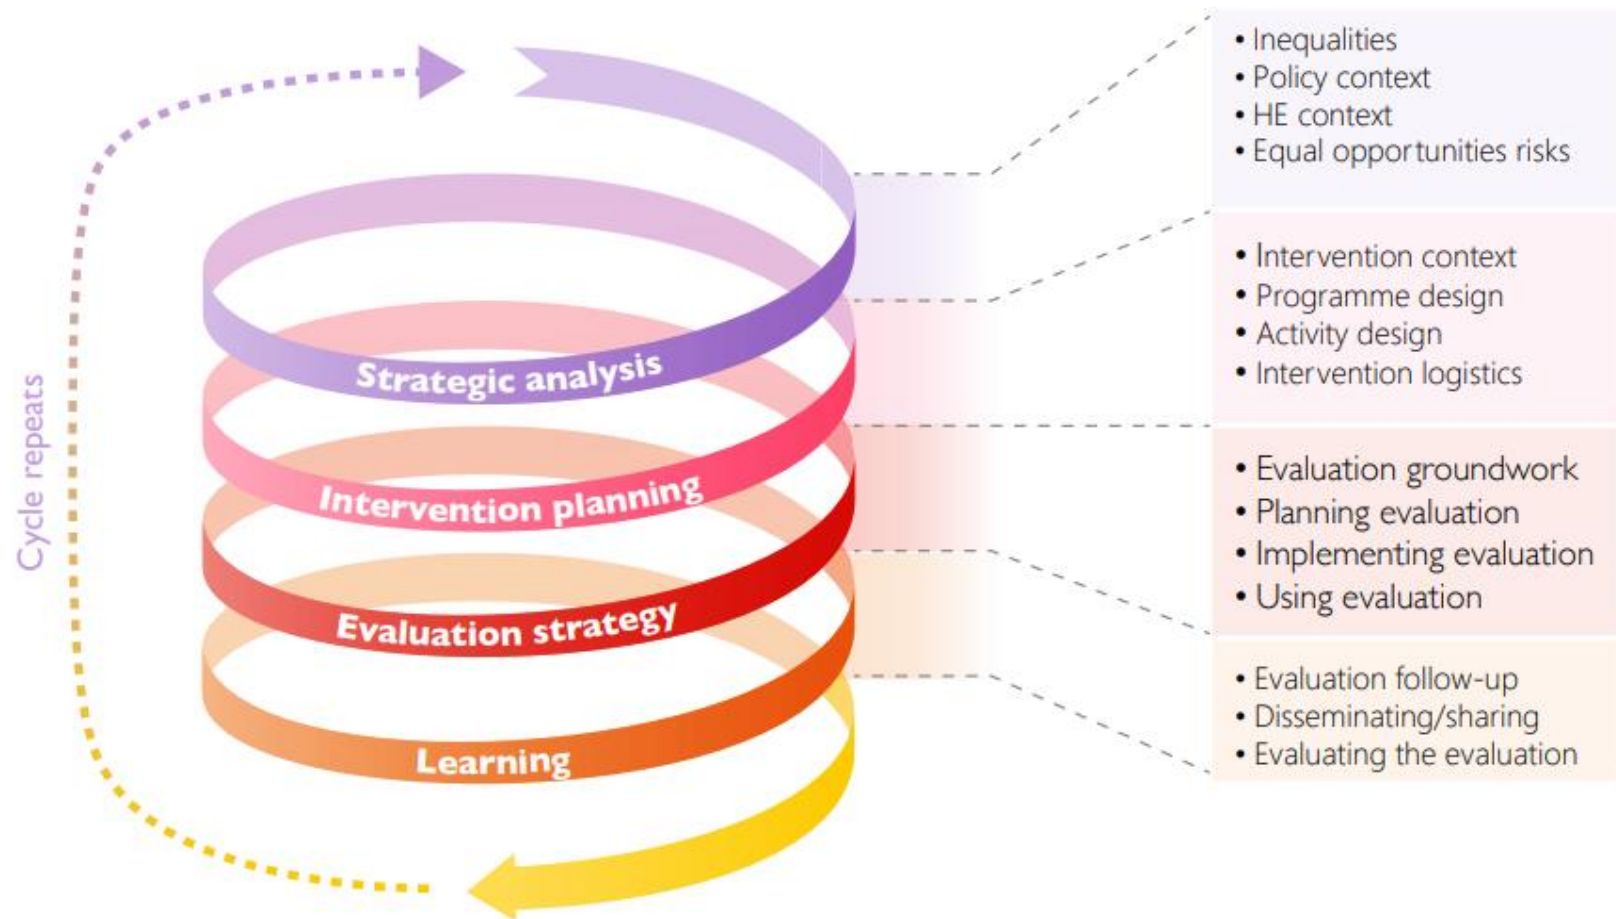 Cycle repeats
Strategic analysis
Intervention planning
Evaluation strategy
Learning
• Inequalities
• Policy context
• HE context
• Equal opportunities risks
• Intervention context
• Programme design
• Activity design
• Intervention logistics
• Evaluation groundwork
• Planning evaluation
• Implementing evaluation
• Using evaluation
• Evaluation follow-up
• Disseminating/sharing
• Evaluating the evaluation